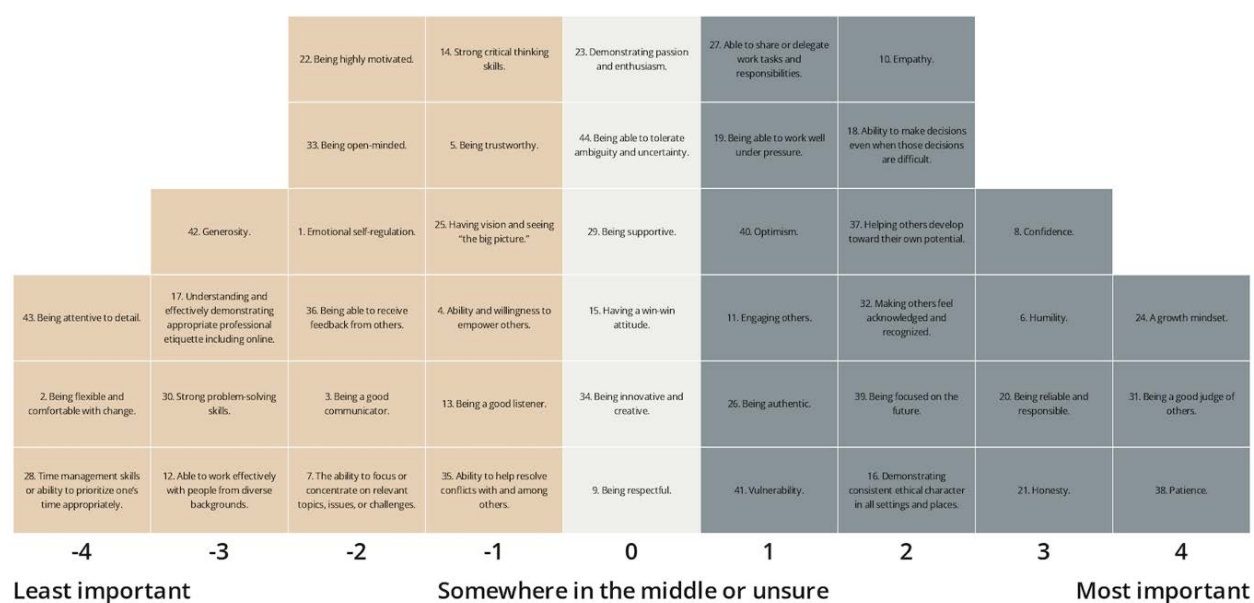 22. Being highly motivated.
14. Strong critical thinking
skills.
23. Demonstrating passion
and enthusiasm.
27. Able to share or delegate
work tasks and
responsibilities.
10. Empathy.
33. Being open-minded.
5. Being trustworthy.
44. Being able to tolerate
ambiguity and uncertainty.
19. Being able to work well
under pressure.
18. Ability to make decisions
even when those decisions
are difficult.
42. Generosity.
1. Emotional self-regulation.
25. Having vision and seeing
"the big picture."
29. Being supportive.
40. Optimism.
37. Helping others develop
toward their own potential.
8. Confidence.
43. Being attentive to detail.
17. Understanding and
effectively demonstrating
appropriate professional
etiquette including online.
36. Being able to receive
feedback from others.
4. Ability and willingness to
empower others.
15. Having a win-win
attitude.
11. Engaging others.
32. Making others feel
acknowledged and
recognized.
6. Humility.
24. A growth mindset.
2. Being flexible and
comfortable with change.
30. Strong problem-solving
skills.
3. Being a good
communicator.
13. Being a good listener.
34. Being innovative and
creative.
26. Being authentic.
39. Being focused on the
future.
20. Being reliable and
responsible.
31. Being a good judge of
others.
28. Time management skills
or ability to prioritize one's
time appropriately.
12. Able to work effectively
with people from diverse
backgrounds.
7. The ability to focus or
concentrate on relevant
topics, issues, or challenges.
35. Ability to help resolve
conflicts with and among
others.
9. Being respectful.
41. Vulnerability.
16. Demonstrating
consistent ethical character
in all settings and places.
21. Honesty.
38. Patience.
-4 -3 -2 -1 0 1 2 3 4
Least important Somewhere in the middle or unsure Most important